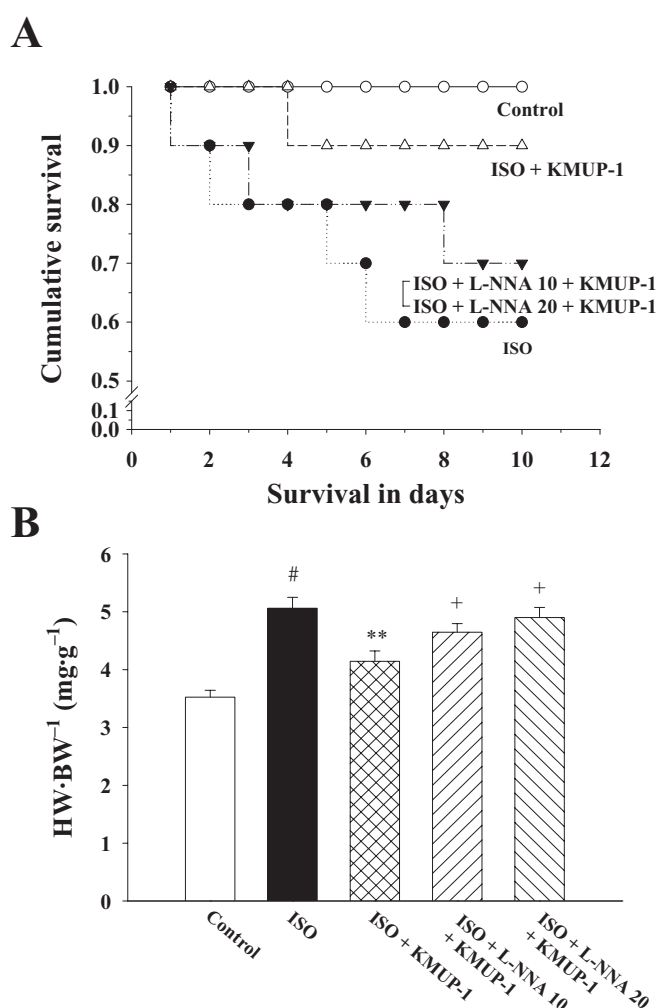 A
1.0
0.9
0.8
0.7
0.6
0.5
0.1
0.0
0 2 4 6 8 10 12
Cumulative survival
Survival in days
Control
ISO + KMUP-1
ISO + L-NNA 10 + KMUP-1
ISO + L-NNA 20 + KMUP-1
ISO
B
6
5
4
3
2
1
0
HW·BW⁻¹ (mg·g⁻¹)
#
**
+
+
Control
ISO
ISO + KMUP-1
ISO + L-NNA 10
+ KMUP-1
ISO + L-NNA 20
+ KMUP-1